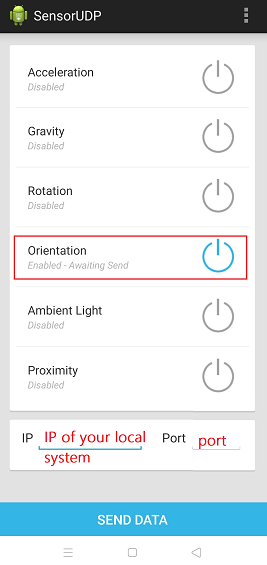 SensorUDP
Acceleration
Disabled
Gravity
Disabled
Rotation
Disabled
Orientation
Enabled - Awaiting Send
Ambient Light
Disabled
Proximity
Disabled
IP IP of your local Port port
system
SEND DATA